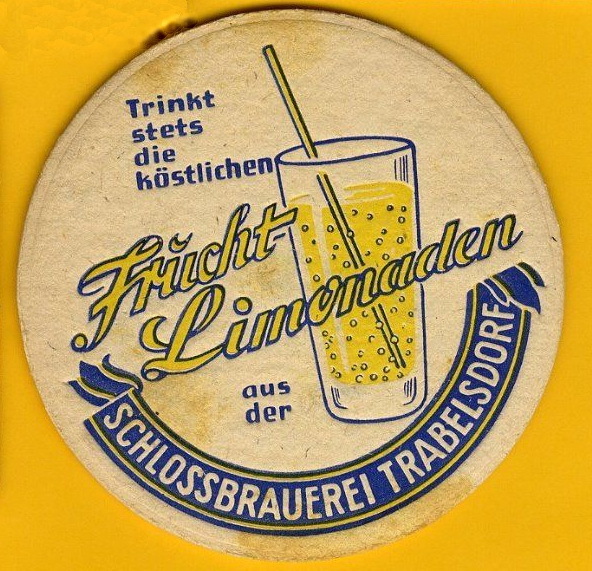 Trinkt
stets
die
köstlichen
Frucht-
Limonaden
aus
der
SCHLOSSBRAUEREI TRABELSDORF